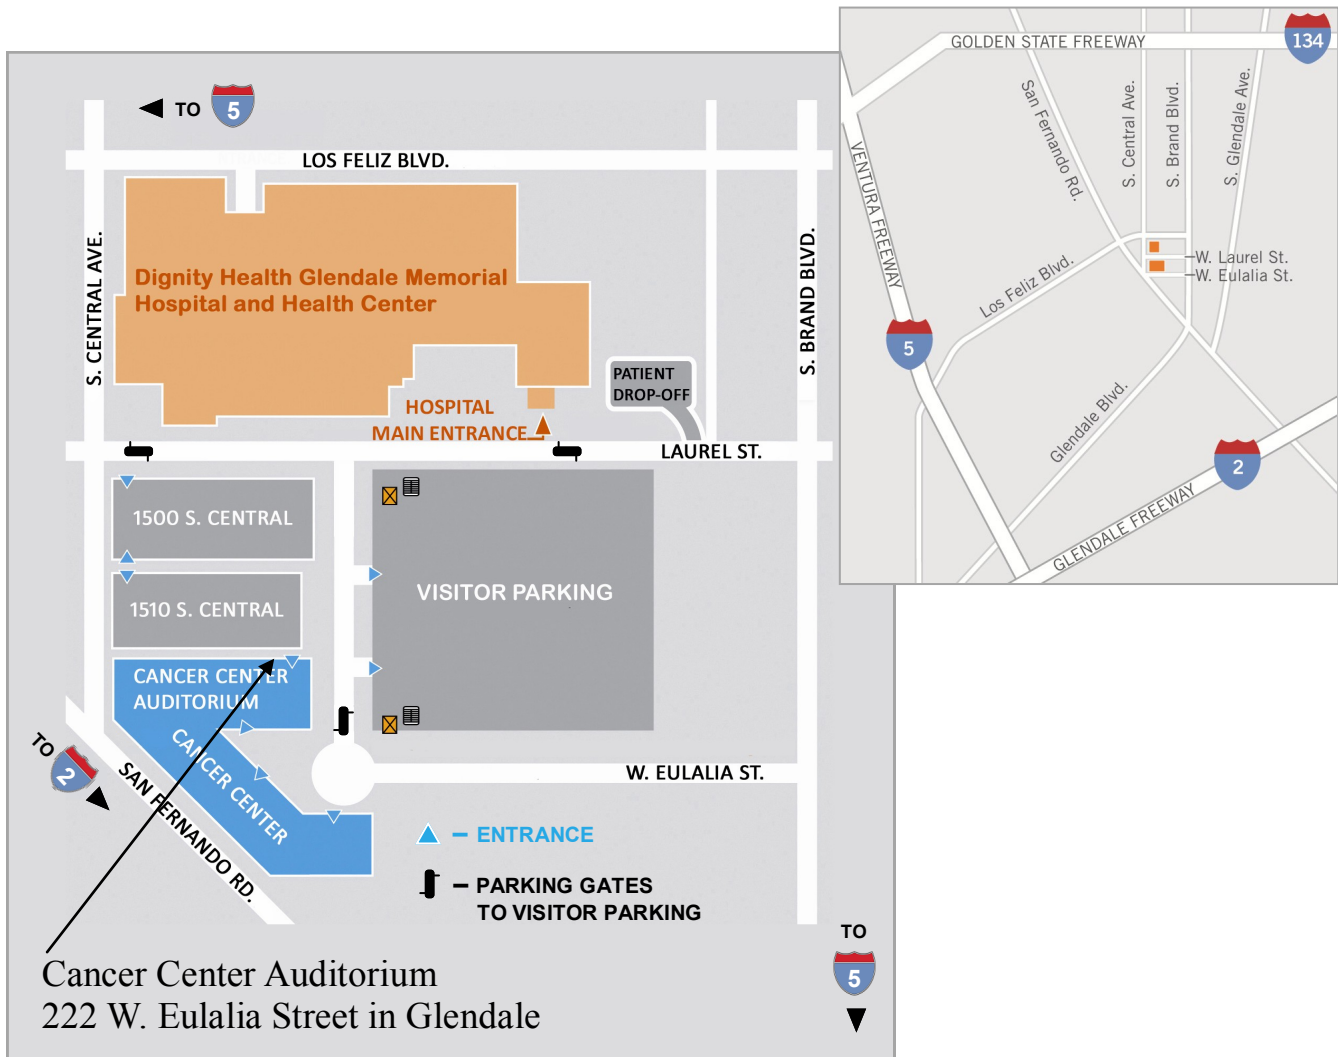 TO 5
LOS FELIZ BLVD.
S. CENTRAL AVE.
S. BRAND BLVD.
Dignity Health Glendale Memorial
Hospital and Health Center
PATIENT
DROP-OFF
HOSPITAL
MAIN ENTRANCE
LAUREL ST.
1500 S. CENTRAL
1510 S. CENTRAL
VISITOR PARKING
CANCER CENTER
AUDITORIUM
CANCER CENTER
TO
2
SAN FERNANDO RD.
W. EULALIA ST.
– ENTRANCE
– PARKING GATES
TO VISITOR PARKING
TO
5
Cancer Center Auditorium
222 W. Eulalia Street in Glendale
GOLDEN STATE FREEWAY
134
San Fernando Rd.
S. Central Ave.
S. Brand Blvd.
S. Glendale Ave.
VENTURA FREEWAY
W. Laurel St.
W. Eulalia St.
Los Feliz Blvd.
5
Glendale Blvd.
2
GLENDALE FREEWAY